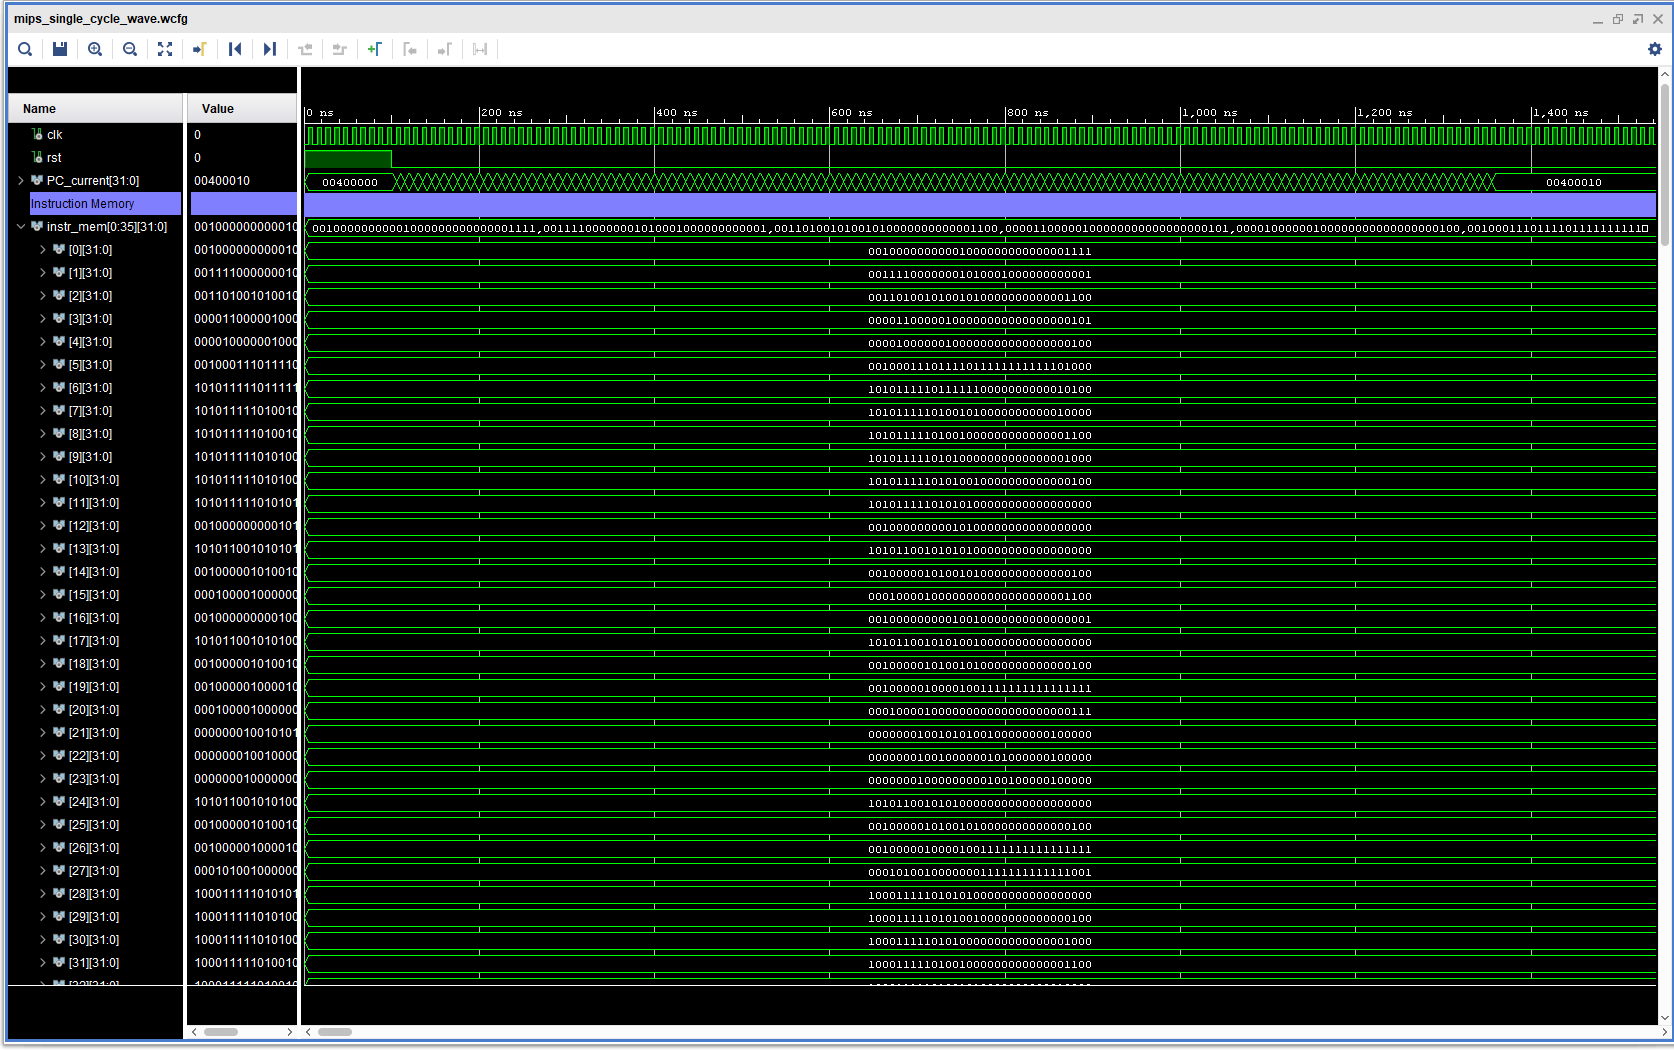 mips_single_cycle_wave.wcfg
Name Value 0 ns 200 ns 400 ns 600 ns 800 ns 1,000 ns 1,200 ns 1,400 ns
clk 0
rst 0
PC_current[31:0] 00400010 00400000 00400010
Instruction Memory
instr_mem[0:35][31:0] 001000000000010 00100000000001000000000000001111,00111100000001010001000000000001,00110100101001010000000000001100,00001100000100000000000000000101,00001000000100000000000000000100,00100011101111011111111111
[0][31:0] 001000000000010 00100000000001000000000000001111
[1][31:0] 001111000000010 00111100000001010001000000000001
[2][31:0] 001101001010010 00110100101001010000000000001100
[3][31:0] 000011000001000 00001100000100000000000000000101
[4][31:0] 000010000001000 00001000000100000000000000000100
[5][31:0] 001000111011110 00100011101111011111111111101000
[6][31:0] 101011111011111 10101111101111110000000000010100
[7][31:0] 101011111010010 10101111101001010000000000010000
[8][31:0] 101011111010010 10101111101001000000000000001100
[9][31:0] 101011111010100 10101111101010000000000000001000
[10][31:0] 101011111010100 10101111101010010000000000000100
[11][31:0] 101011111010101 10101111101010100000000000000000
[12][31:0] 001000000000101 00100000000010100000000000000000
[13][31:0] 101011001010101 10101100101010100000000000000000
[14][31:0] 001000001010010 00100000101001010000000000000100
[15][31:0] 000100001000000 00010000100000000000000000001100
[16][31:0] 001000000000100 00100000000010010000000000000001
[17][31:0] 101011001010100 10101100101010010000000000000000
[18][31:0] 001000001010010 00100000101001010000000000000100
[19][31:0] 001000001000010 00100000100001001111111111111111
[20][31:0] 000100001000000 00010000100000000000000000000111
[21][31:0] 000000010010101 00000001001010100100000000100000
[22][31:0] 000000010010000 00000001001000000101000000100000
[23][31:0] 000000010000000 00000001000000000100100000100000
[24][31:0] 101011001010100 10101100101010000000000000000000
[25][31:0] 001000001010010 00100000101001010000000000000100
[26][31:0] 001000001000010 00100000100001001111111111111111
[27][31:0] 000101001000000 00010100100000001111111111111001
[28][31:0] 100011111010101 10001111101010100000000000000000
[29][31:0] 100011111010100 10001111101010010000000000000100
[30][31:0] 100011111010100 10001111101010000000000000001000
[31][31:0] 100011111010010 10001111101001000000000000001100